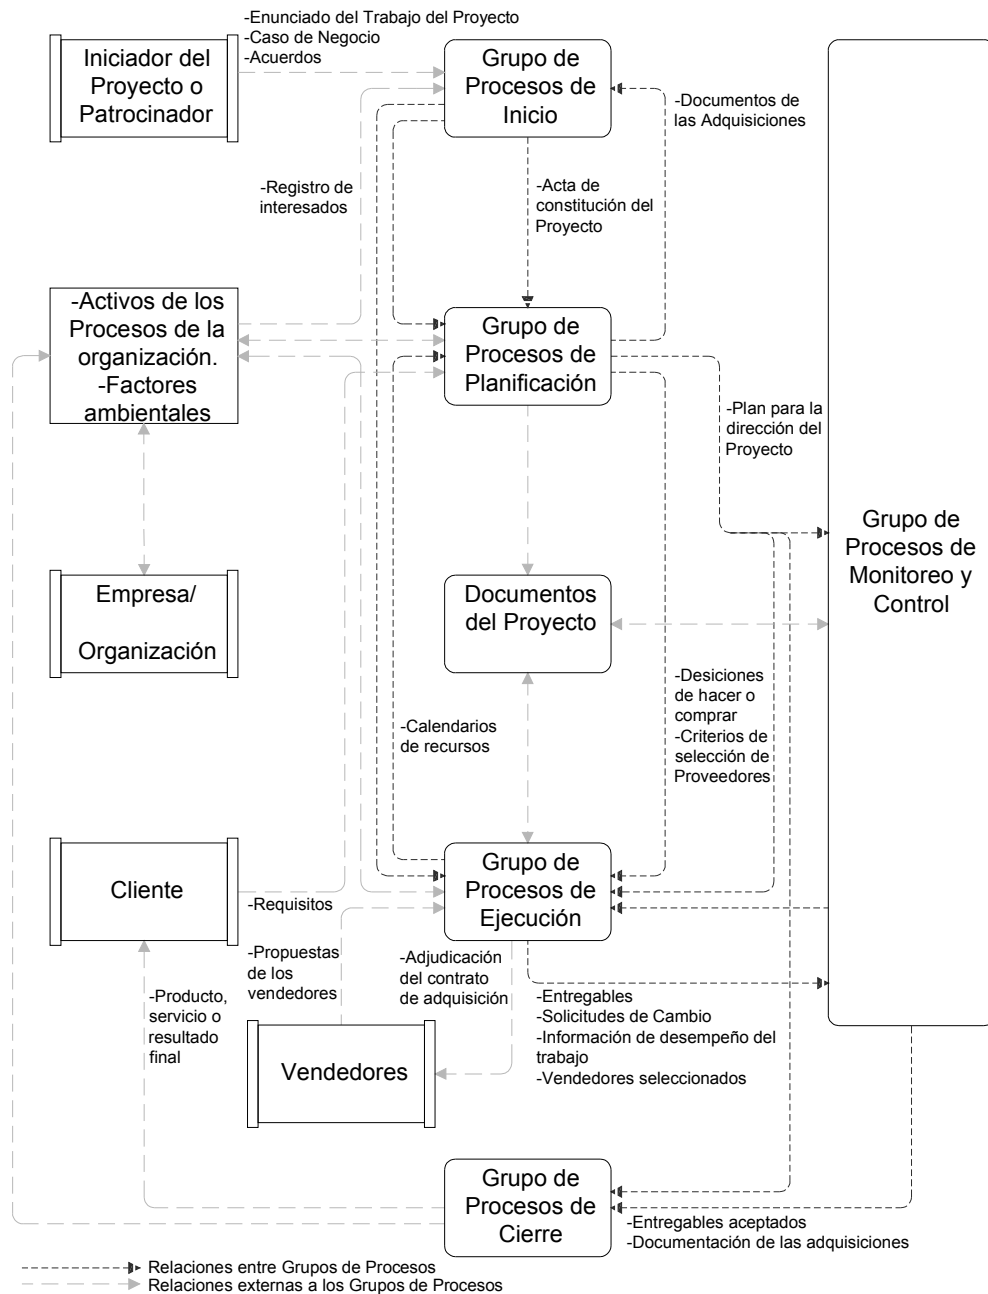 -Enunciado del Trabajo del Proyecto
-Caso de Negocio
-Acuerdos
Iniciador del
Proyecto o
Patrocinador
Grupo de
Procesos de
Inicio
-Documentos de
las Adquisiciones
-Registro de
interesados
-Acta de
constitución del
Proyecto
-Activos de los
Procesos de la
organización.
-Factores
ambientales
Grupo de
Procesos de
Planificación
-Plan para la
dirección del
Proyecto
Grupo de
Procesos de
Monitoreo y
Control
Empresa/
Organización
Documentos
del Proyecto
-Calendarios
de recursos
-Desiciones
de hacer o
comprar
-Criterios de
selección de
Proveedores
Cliente
-Requisitos
Grupo de
Procesos de
Ejecución
-Propuestas
de los
vendedores
-Adjudicación
del contrato
de adquisición
-Producto,
servicio o
resultado
final
-Entregables
-Solicitudes de Cambio
-Información de desempeño del
trabajo
-Vendedores seleccionados
Vendedores
Grupo de
Procesos de
Cierre
-Entregables aceptados
-Documentación de las adquisiciones
Relaciones entre Grupos de Procesos
Relaciones externas a los Grupos de Procesos